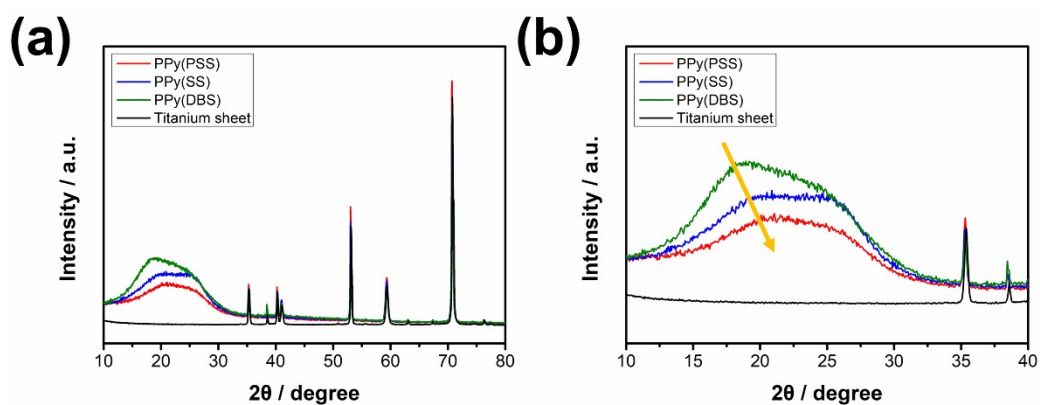 (a)
PPy(PSS)
PPy(SS)
PPy(DBS)
Titanium sheet
Intensity / a.u.
10 20 30 40 50 60 70 80
2θ / degree
(b)
PPy(PSS)
PPy(SS)
PPy(DBS)
Titanium sheet
Intensity / a.u.
10 15 20 25 30 35 40
2θ / degree